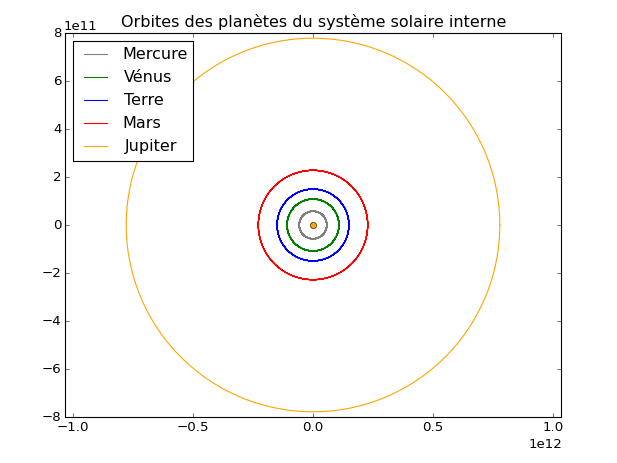 Orbites des planètes du système solaire interne
1e11
8
6
4
2
0
−2
−4
−6
−8
Mercure
Vénus
Terre
Mars
Jupiter
−1.0 −0.5 0.0 0.5 1.0
1e12